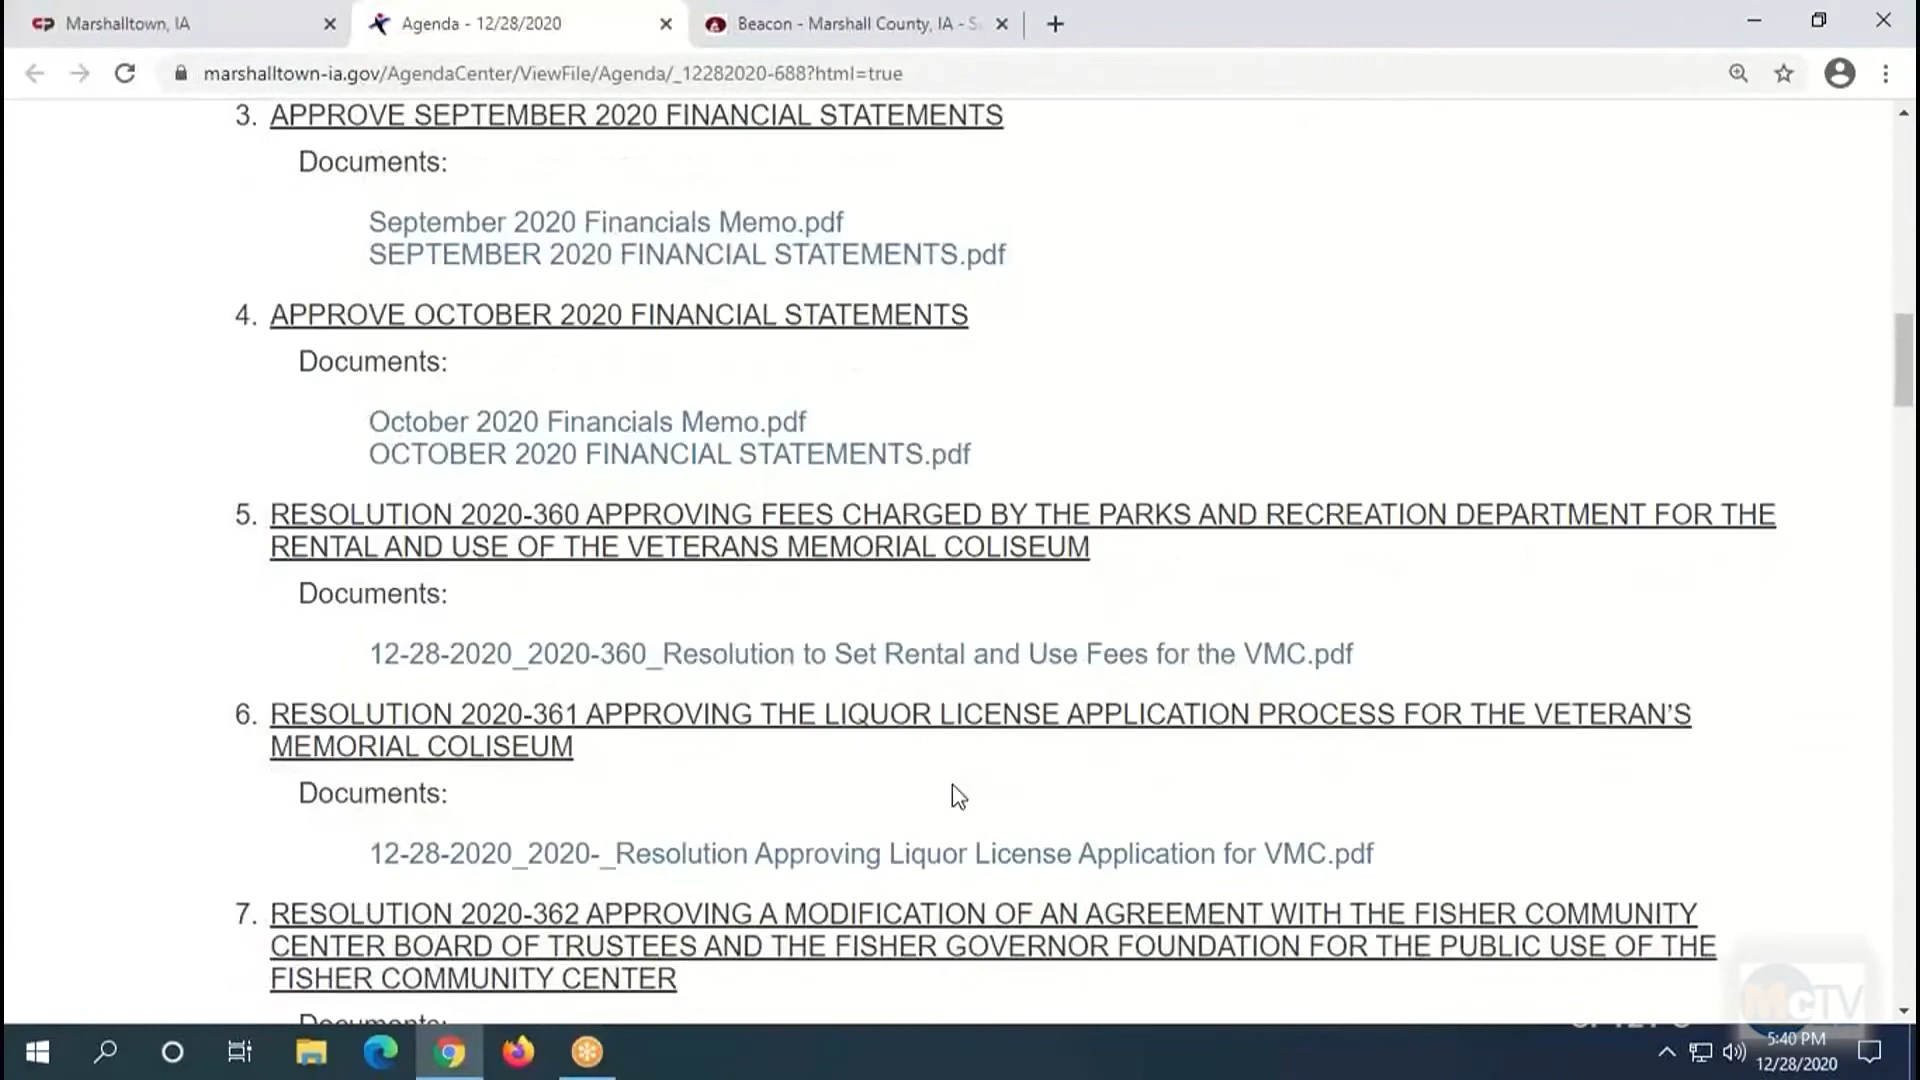 Marshalltown, IA
Agenda - 12/28/2020
Beacon - Marshall County, IA - S
marshalltown-ia.gov/AgendaCenter/ViewFile/Agenda/_12282020-688?html=true
3. APPROVE SEPTEMBER 2020 FINANCIAL STATEMENTS
Documents:
September 2020 Financials Memo.pdf
SEPTEMBER 2020 FINANCIAL STATEMENTS.pdf
4. APPROVE OCTOBER 2020 FINANCIAL STATEMENTS
Documents:
October 2020 Financials Memo.pdf
OCTOBER 2020 FINANCIAL STATEMENTS.pdf
5. RESOLUTION 2020-360 APPROVING FEES CHARGED BY THE PARKS AND RECREATION DEPARTMENT FOR THE
RENTAL AND USE OF THE VETERANS MEMORIAL COLISEUM
Documents:
12-28-2020_2020-360_Resolution to Set Rental and Use Fees for the VMC.pdf
6. RESOLUTION 2020-361 APPROVING THE LIQUOR LICENSE APPLICATION PROCESS FOR THE VETERAN'S
MEMORIAL COLISEUM
Documents:
12-28-2020_2020-_Resolution Approving Liquor License Application for VMC.pdf
7. RESOLUTION 2020-362 APPROVING A MODIFICATION OF AN AGREEMENT WITH THE FISHER COMMUNITY
CENTER BOARD OF TRUSTEES AND THE FISHER GOVERNOR FOUNDATION FOR THE PUBLIC USE OF THE
FISHER COMMUNITY CENTER
Documents:
McTV
5:40 PM
12/28/2020